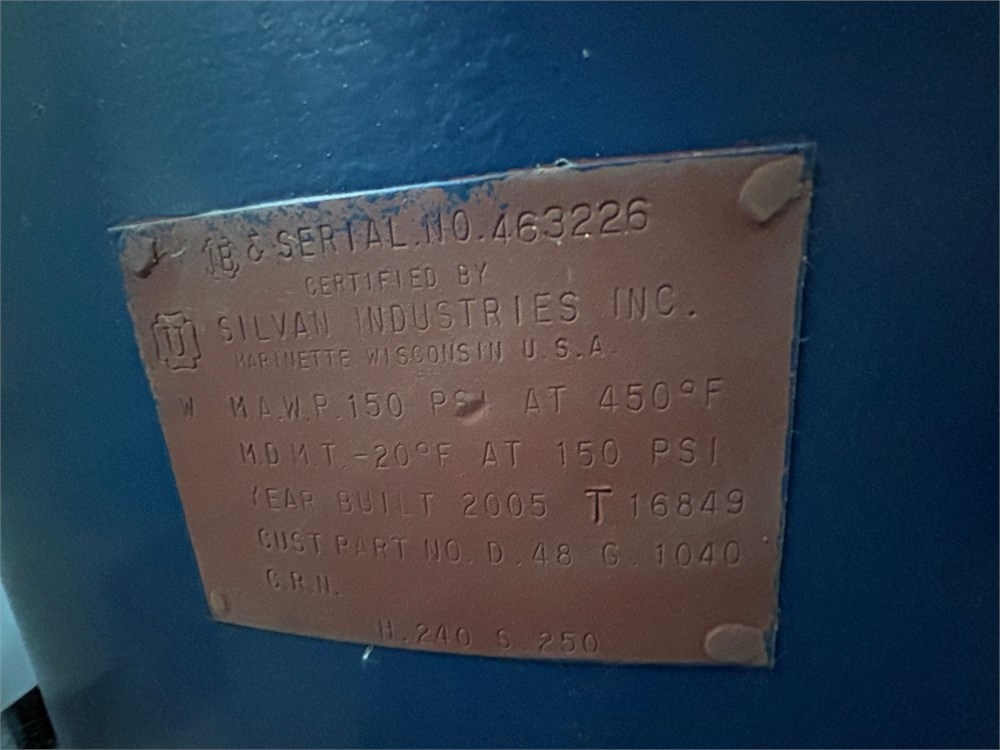 SERIAL.NO.463226
CERTIFIED BY
U SILVAN INDUSTRIES INC.
MARINETTE WISCONSIN U.S.A.
W M.A.W.P.150 PSI AT 450°F
M.D.M.T.-20°F AT 150 PSI
YEAR BUILT 2005 T 16849
CUST PART NO. D.48 G.1040
C.R.N.
H.240 S.250